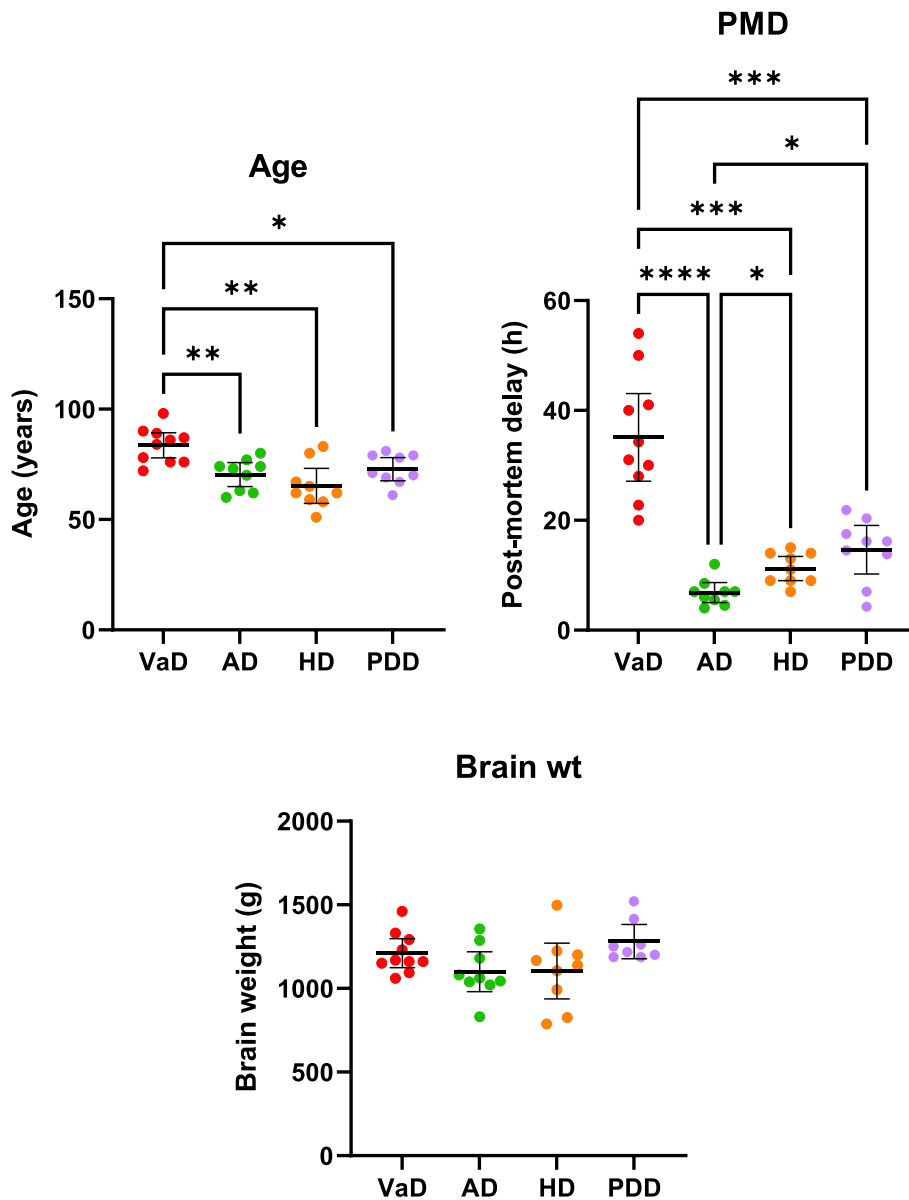 Age
*
**
**
150
100
50
0
Age (years)
VaD AD HD PDD
PMD
***
*
***
**** *
60
40
20
0
Post-mortem delay (h)
VaD AD HD PDD
Brain wt
2000
1500
1000
500
0
Brain weight (g)
VaD AD HD PDD